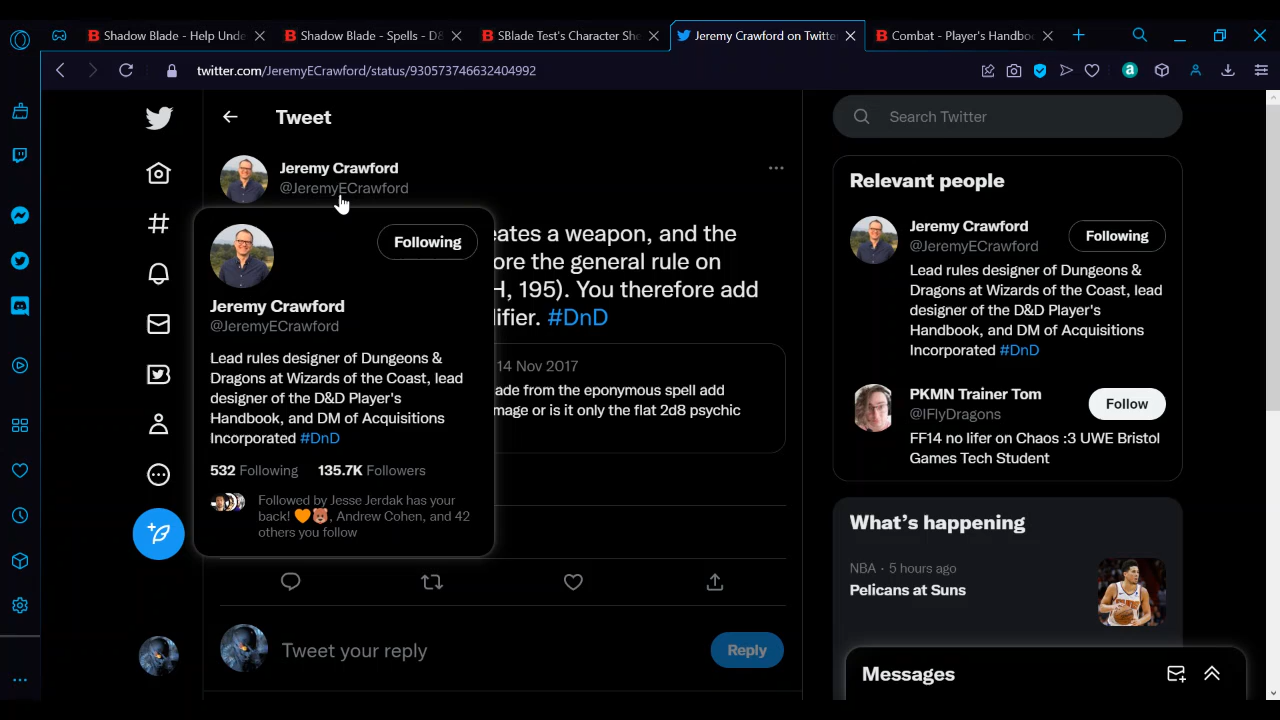 Shadow Blade - Help Unde
Shadow Blade - Spells - D&
SBlade Test's Character She
Jeremy Crawford on Twitte
Combat - Player's Handboo
twitter.com/JeremyECrawford/status/930573746632404992
Tweet
Jeremy Crawford
@JeremyECrawford
eates a weapon, and the
ore the general rule on
H, 195). You therefore add
ifier. #DnD
14 Nov 2017
ade from the eponymous spell add
mage or is it only the flat 2d8 psychic
Following
Jeremy Crawford
@JeremyECrawford
Lead rules designer of Dungeons &
Dragons at Wizards of the Coast, lead
designer of the D&D Player's
Handbook, and DM of Acquisitions
Incorporated #DnD
532 Following 135.7K Followers
Followed by Jesse Jerdak has your
back! 🧡🐻, Andrew Cohen, and 42
others you follow
Tweet your reply
Reply
Search Twitter
Relevant people
Jeremy Crawford
@JeremyECrawford
Following
Lead rules designer of Dungeons &
Dragons at Wizards of the Coast, lead
designer of the D&D Player's
Handbook, and DM of Acquisitions
Incorporated #DnD
PKMN Trainer Tom
@IFlyDragons
Follow
FF14 no lifer on Chaos :3 UWE Bristol
Games Tech Student
What's happening
NBA · 5 hours ago
Pelicans at Suns
Messages